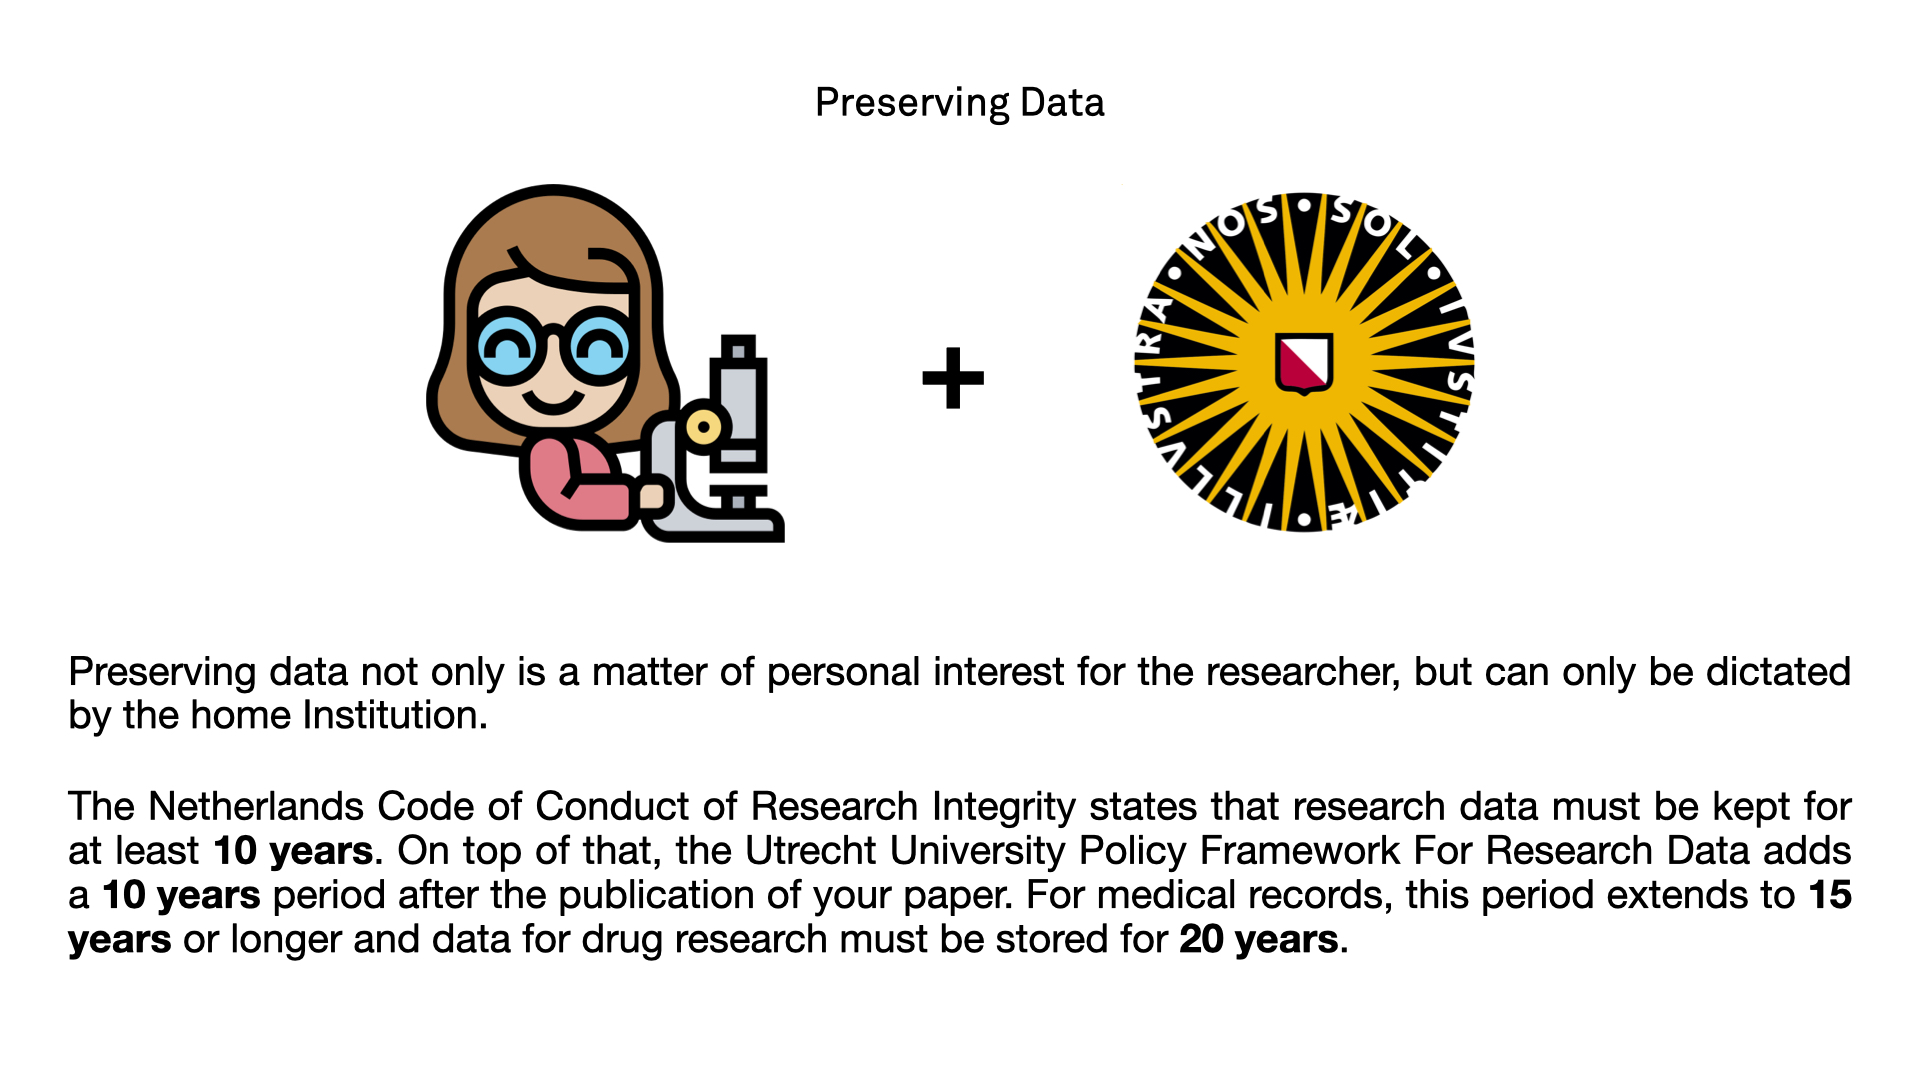 Preserving Data
SOL · IVSTITIÆ · ILLVSTRA · NOS ·
Preserving data not only is a matter of personal interest for the researcher, but can only be dictated
by the home Institution.
The Netherlands Code of Conduct of Research Integrity states that research data must be kept for
at least 10 years. On top of that, the Utrecht University Policy Framework For Research Data adds
a 10 years period after the publication of your paper. For medical records, this period extends to 15
years or longer and data for drug research must be stored for 20 years.